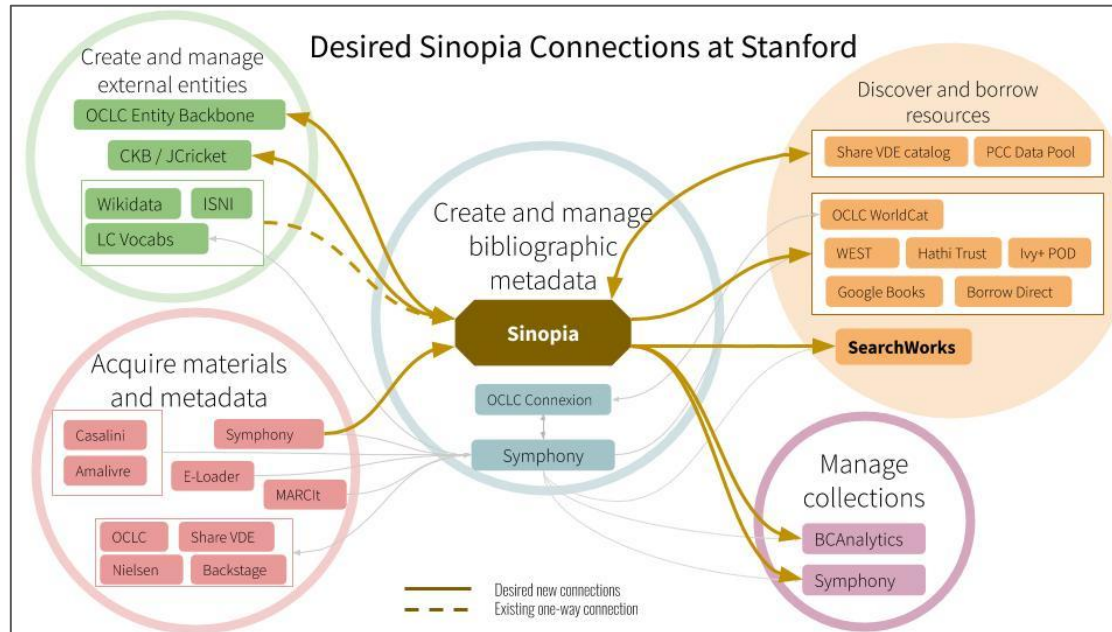 Desired Sinopia Connections at Stanford
Create and manage
external entities
OCLC Entity Backbone
CKB / JCricket
Wikidata
ISNI
LC Vocabs
Create and manage
bibliographic
metadata
Sinopia
OCLC Connexion
Symphony
Discover and borrow
resources
Share VDE catalog
PCC Data Pool
OCLC WorldCat
WEST
Hathi Trust
Ivy+ POD
Google Books
Borrow Direct
SearchWorks
Acquire materials
and metadata
Casalini
Symphony
Amalivre
E-Loader
MARCIt
OCLC
Share VDE
Nielsen
Backstage
Manage
collections
BCAnalytics
Symphony
Desired new connections
Existing one-way connection